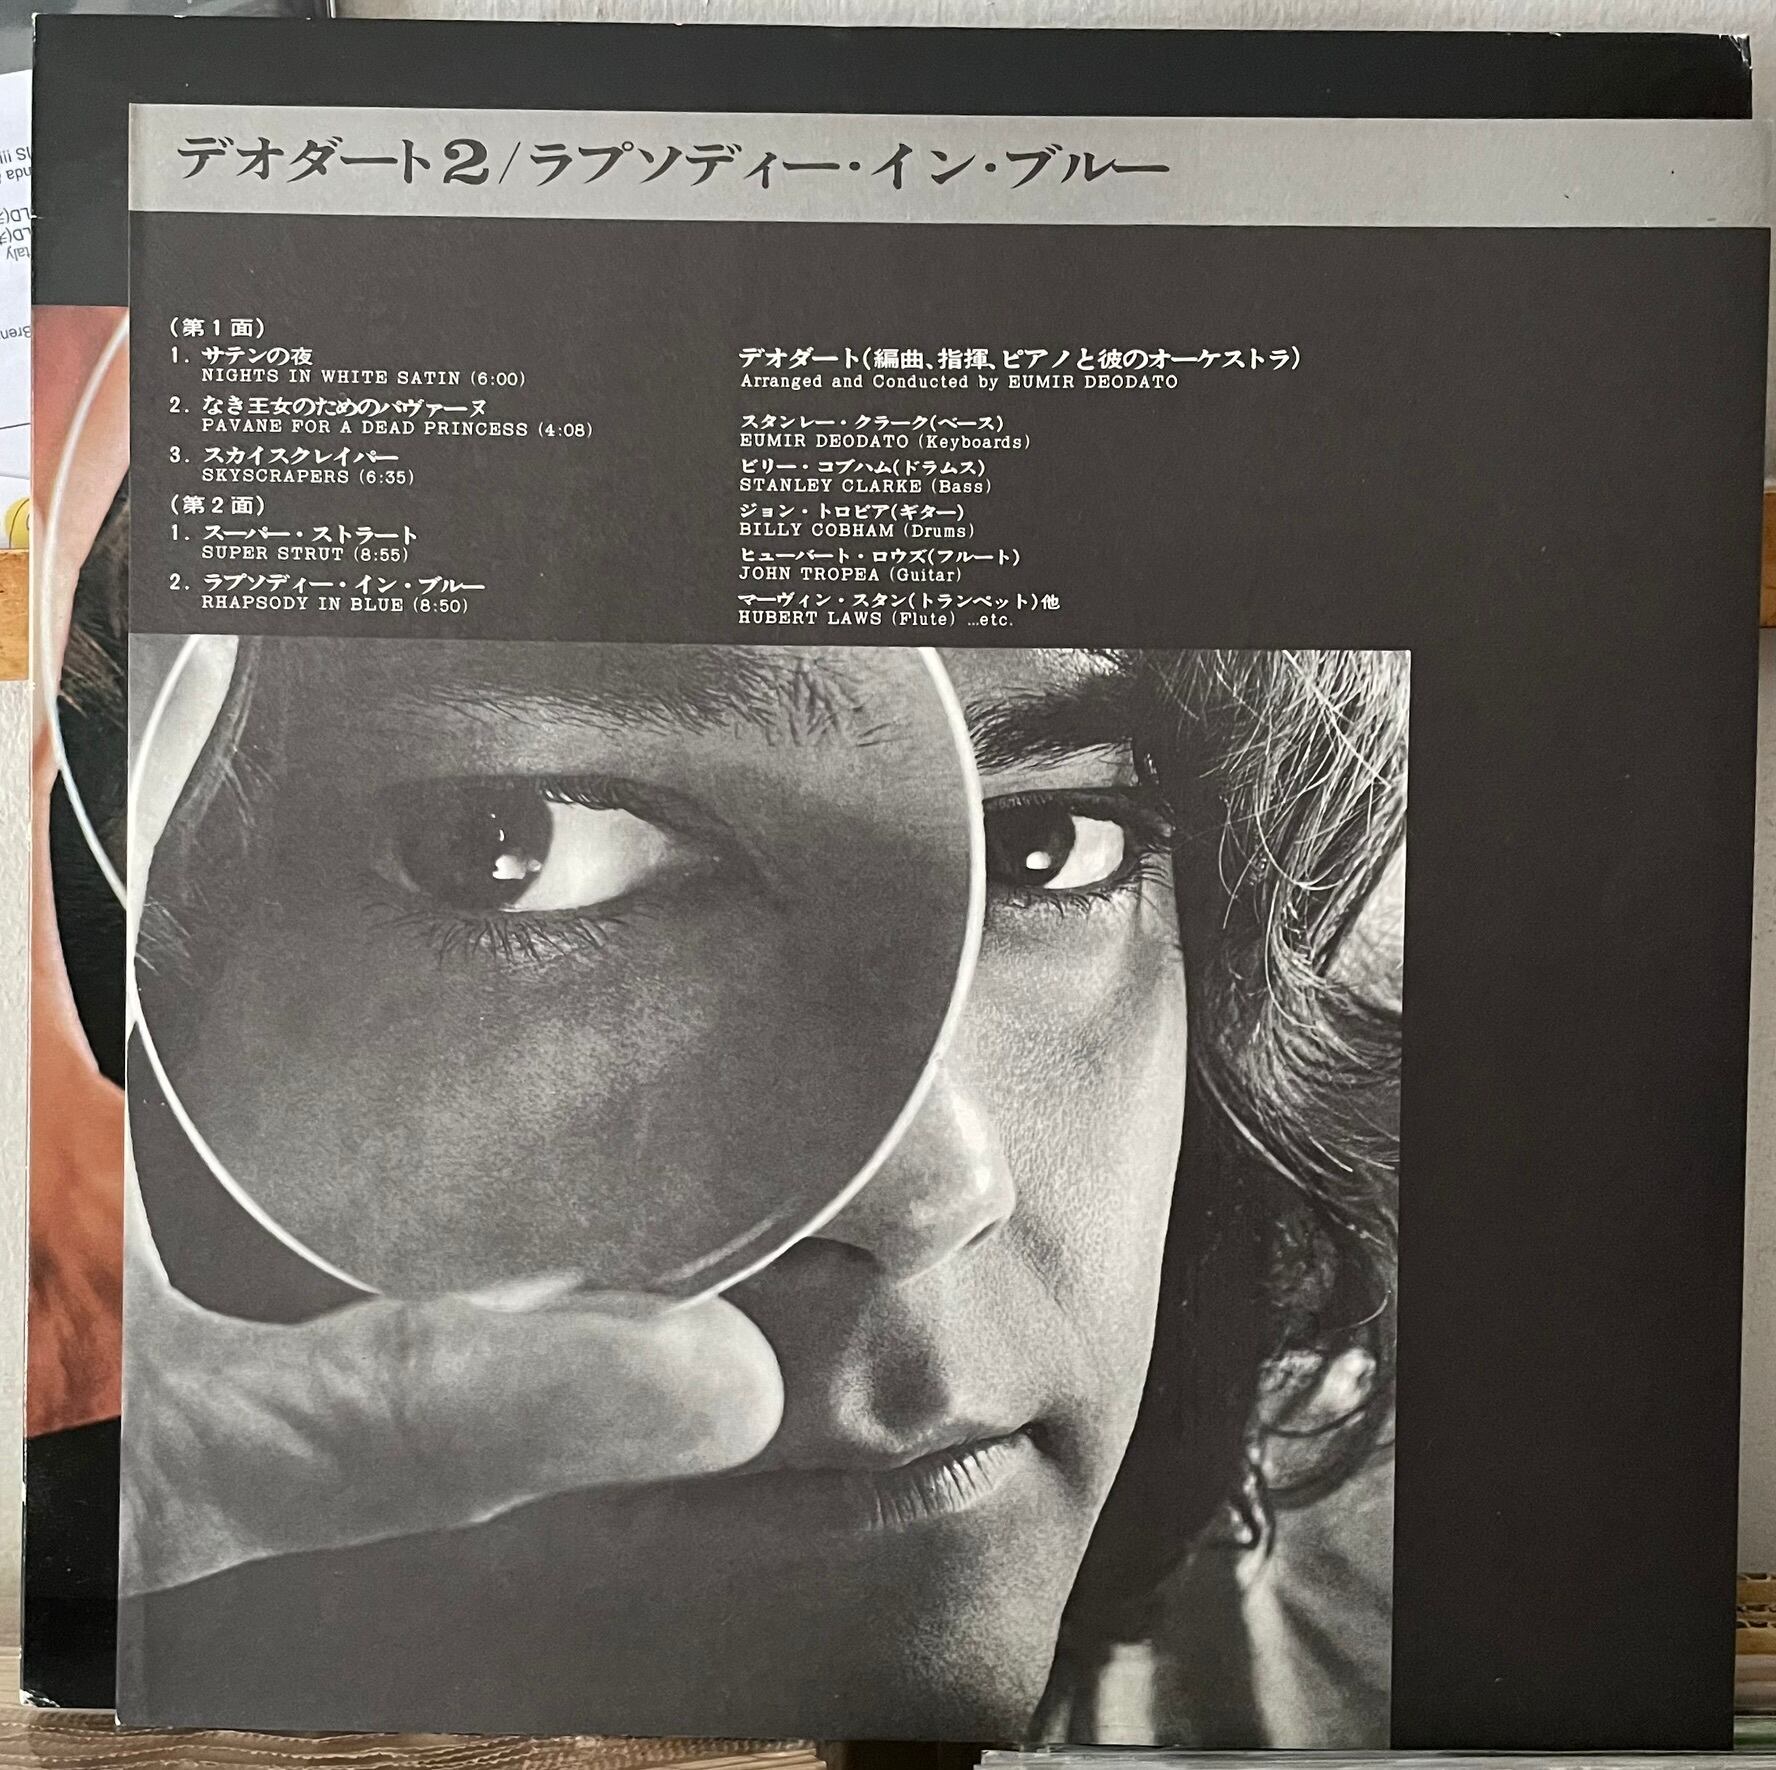 デオダート2/ラプソディー・イン・ブルー
(第1面)
1. サテンの夜
NIGHTS IN WHITE SATIN (6:00)
2. なき王女のためのパヴァーヌ
PAVANE FOR A DEAD PRINCESS (4:08)
3. スカイスクレイパー
SKYSCRAPERS (6:35)
(第2面)
1. スーパー・ストラート
SUPER STRUT (8:55)
2. ラプソディー・イン・ブルー
RHAPSODY IN BLUE (8:50)
デオダート(編曲、指揮、ピアノと彼のオーケストラ)
Arranged and Conducted by EUMIR DEODATO
スタンレー・クラーク(ベース)
EUMIR DEODATO (Keyboards)
ビリー・コブハム(ドラムス)
STANLEY CLARKE (Bass)
ジョン・トロピア(ギター)
BILLY COBHAM (Drums)
ヒューバート・ロウズ(フルート)
JOHN TROPEA (Guitar)
マーヴィン・スタン(トランペット)他
HUBERT LAWS (Flute) ...etc.